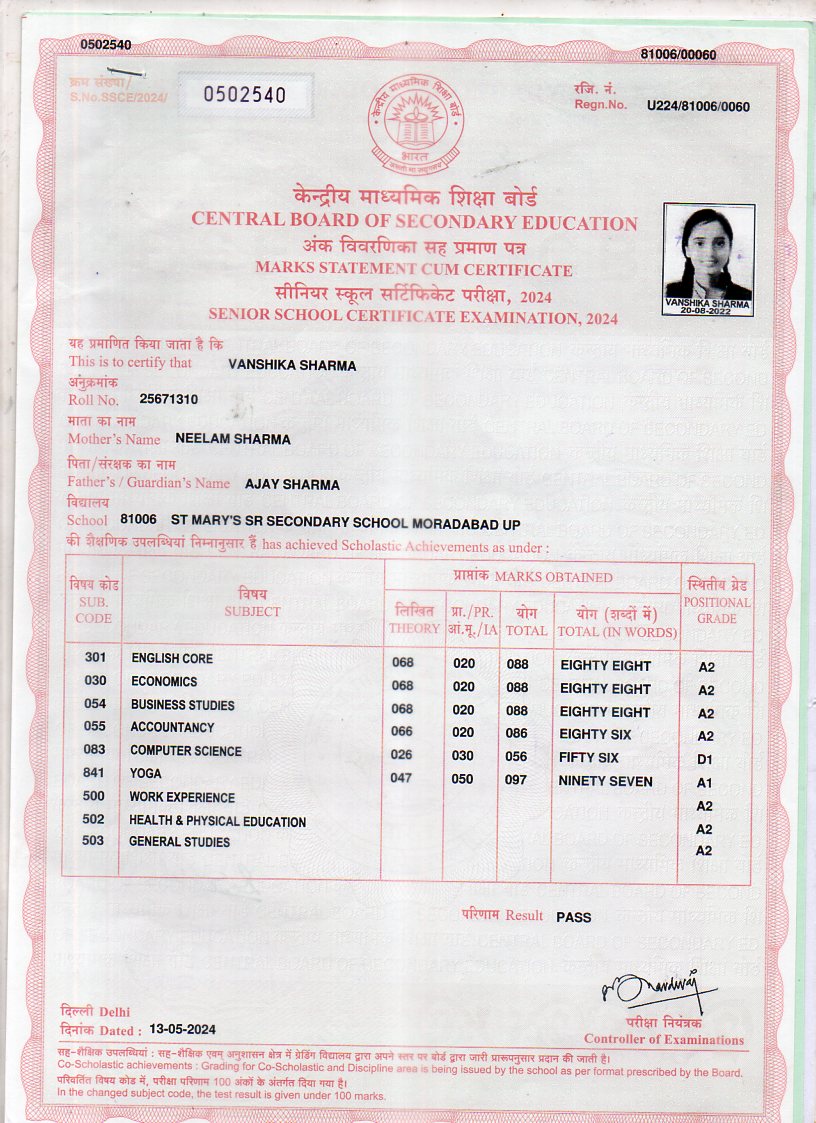 0502540
81006/00060
क्रम संख्या/
S.No.SSCE/2024/
0502540
केन्द्रीय माध्यमिक शिक्षा बोर्ड
भारत
रजि. नं.
Regn.No. U224/81006/0060
केन्द्रीय माध्यमिक शिक्षा बोर्ड
CENTRAL BOARD OF SECONDARY EDUCATION
अंक विवरणिका सह प्रमाण पत्र
MARKS STATEMENT CUM CERTIFICATE
सीनियर स्कूल सर्टिफिकेट परीक्षा, 2024
SENIOR SCHOOL CERTIFICATE EXAMINATION, 2024
VANSHIKA SHARMA
20-08-2022
यह प्रमाणित किया जाता है कि
This is to certify that VANSHIKA SHARMA
अनुक्रमांक
Roll No. 25671310
माता का नाम
Mother's Name NEELAM SHARMA
पिता/संरक्षक का नाम
Father's / Guardian's Name AJAY SHARMA
विद्यालय
School 81006 ST MARY'S SR SECONDARY SCHOOL MORADABAD UP
की शैक्षणिक उपलब्धियां निम्नानुसार हैं has achieved Scholastic Achievements as under :
विषय कोड SUB. CODE विषय SUBJECT प्राप्तांक MARKS OBTAINED स्थितीय ग्रेड POSITIONAL GRADE
लिखित THEORY प्रा./PR. आं.मू./IA योग TOTAL योग (शब्दों में) TOTAL (IN WORDS)
301 ENGLISH CORE 068 020 088 EIGHTY EIGHT A2
030 ECONOMICS 068 020 088 EIGHTY EIGHT A2
054 BUSINESS STUDIES 068 020 088 EIGHTY EIGHT A2
055 ACCOUNTANCY 066 020 086 EIGHTY SIX A2
083 COMPUTER SCIENCE 026 030 056 FIFTY SIX D1
841 YOGA 047 050 097 NINETY SEVEN A1
500 WORK EXPERIENCE A2
502 HEALTH & PHYSICAL EDUCATION A2
503 GENERAL STUDIES A2
परिणाम Result PASS
दिल्ली Delhi
दिनांक Dated : 13-05-2024
परीक्षा नियंत्रक
Controller of Examinations
सह-शैक्षिक उपलब्धियां : सह-शैक्षिक एवम् अनुशासन क्षेत्र में ग्रेडिंग विद्यालय द्वारा अपने स्तर पर बोर्ड द्वारा जारी प्रारूपनुसार प्रदान की जाती है।
Co-Scholastic achievements : Grading for Co-Scholastic and Discipline area is being issued by the school as per format prescribed by the Board.
परिवर्तित विषय कोड में, परीक्षा परिणाम 100 अंकों के अंतर्गत दिया गया है।
In the changed subject code, the test result is given under 100 marks.